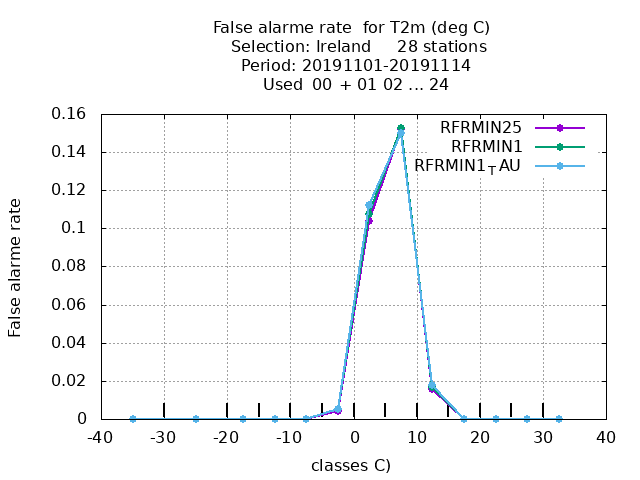 False alarme rate  for T2m (deg C)
Selection: Ireland     28 stations
Period: 20191101-20191114
Used  00  + 01 02 ... 24
RFRMIN25
RFRMIN1
RFRMIN1TAU
False alarme rate
0.16
0.14
0.12
0.1
0.08
0.06
0.04
0.02
0
-40 -30 -20 -10 0 10 20 30 40
classes C)